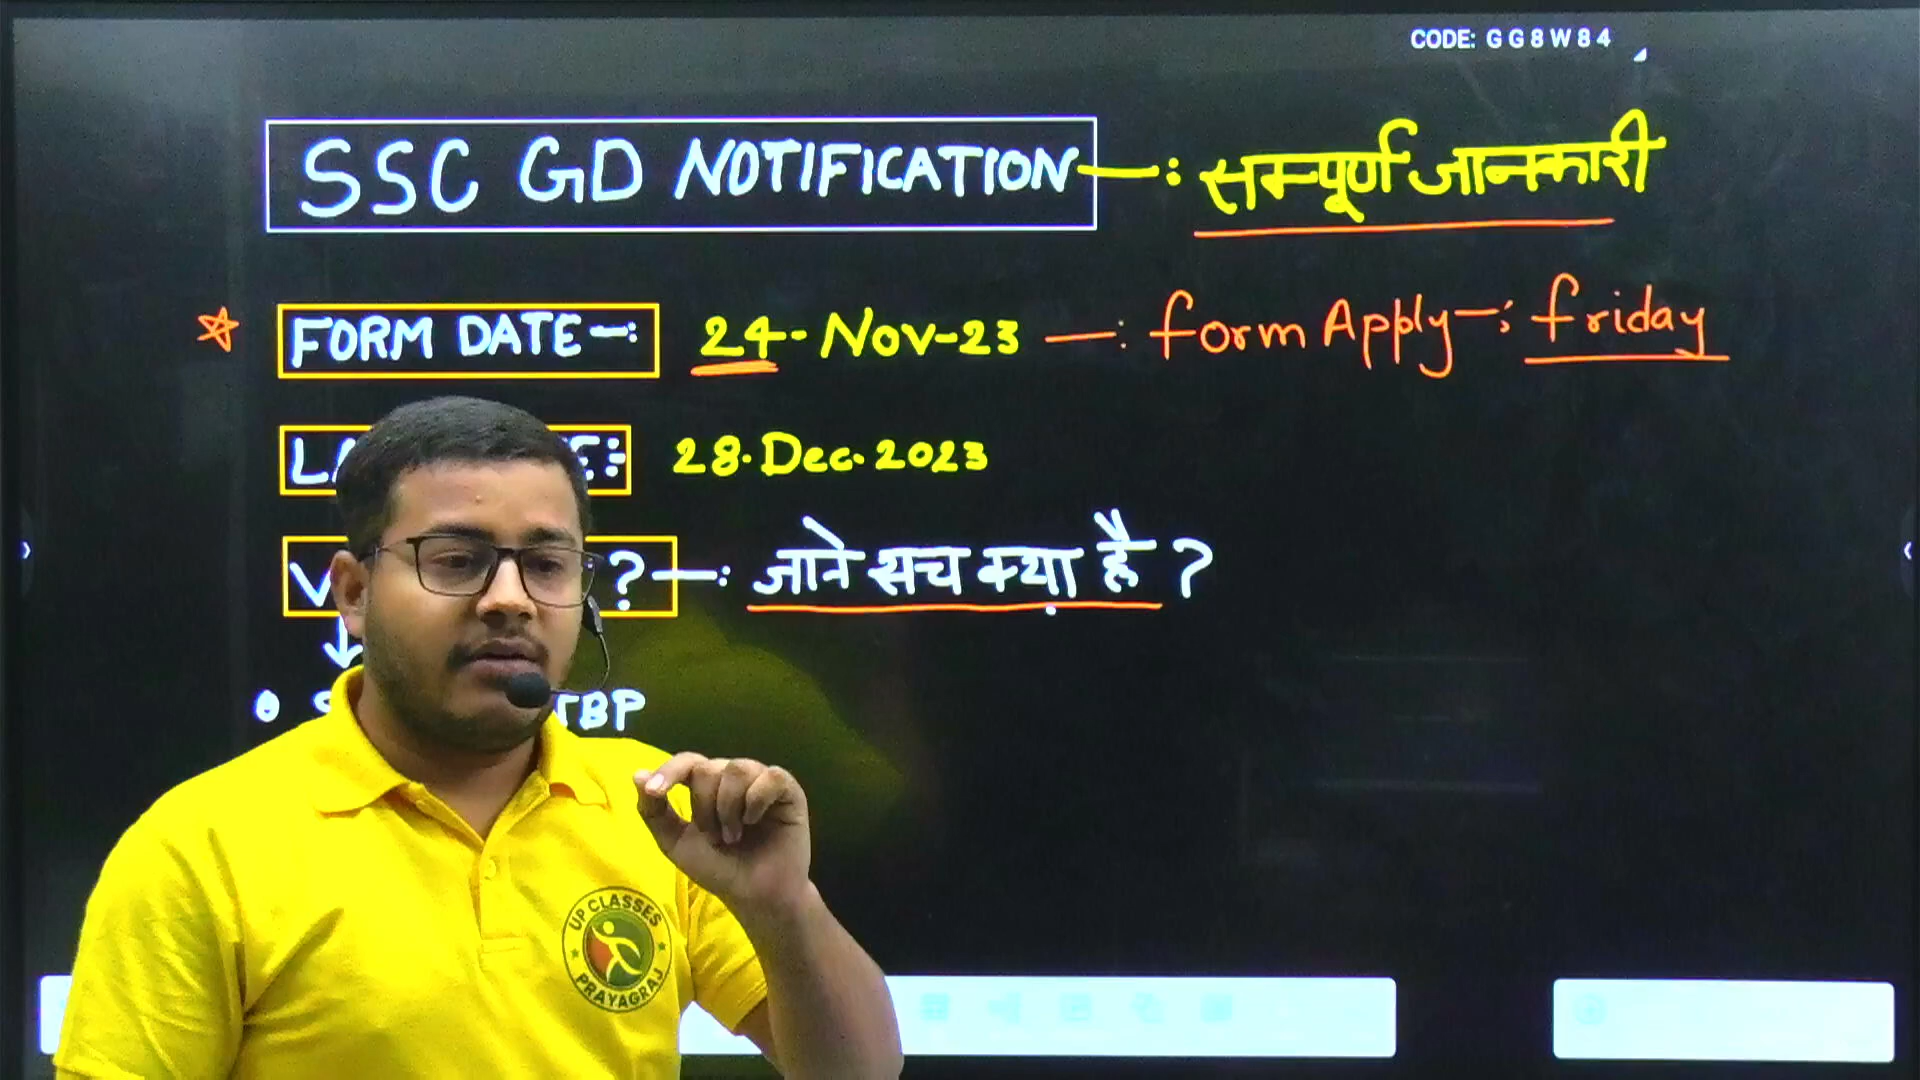 CODE: GG8W84
SSC GD NOTIFICATION —: सम्पूर्ण जानकारी
FORM DATE —: 24-Nov-23 —: form Apply —: friday
28.Dec.2023
? —: जाने सच क्या है ?
UP CLASSES
PRAYAGRAJ